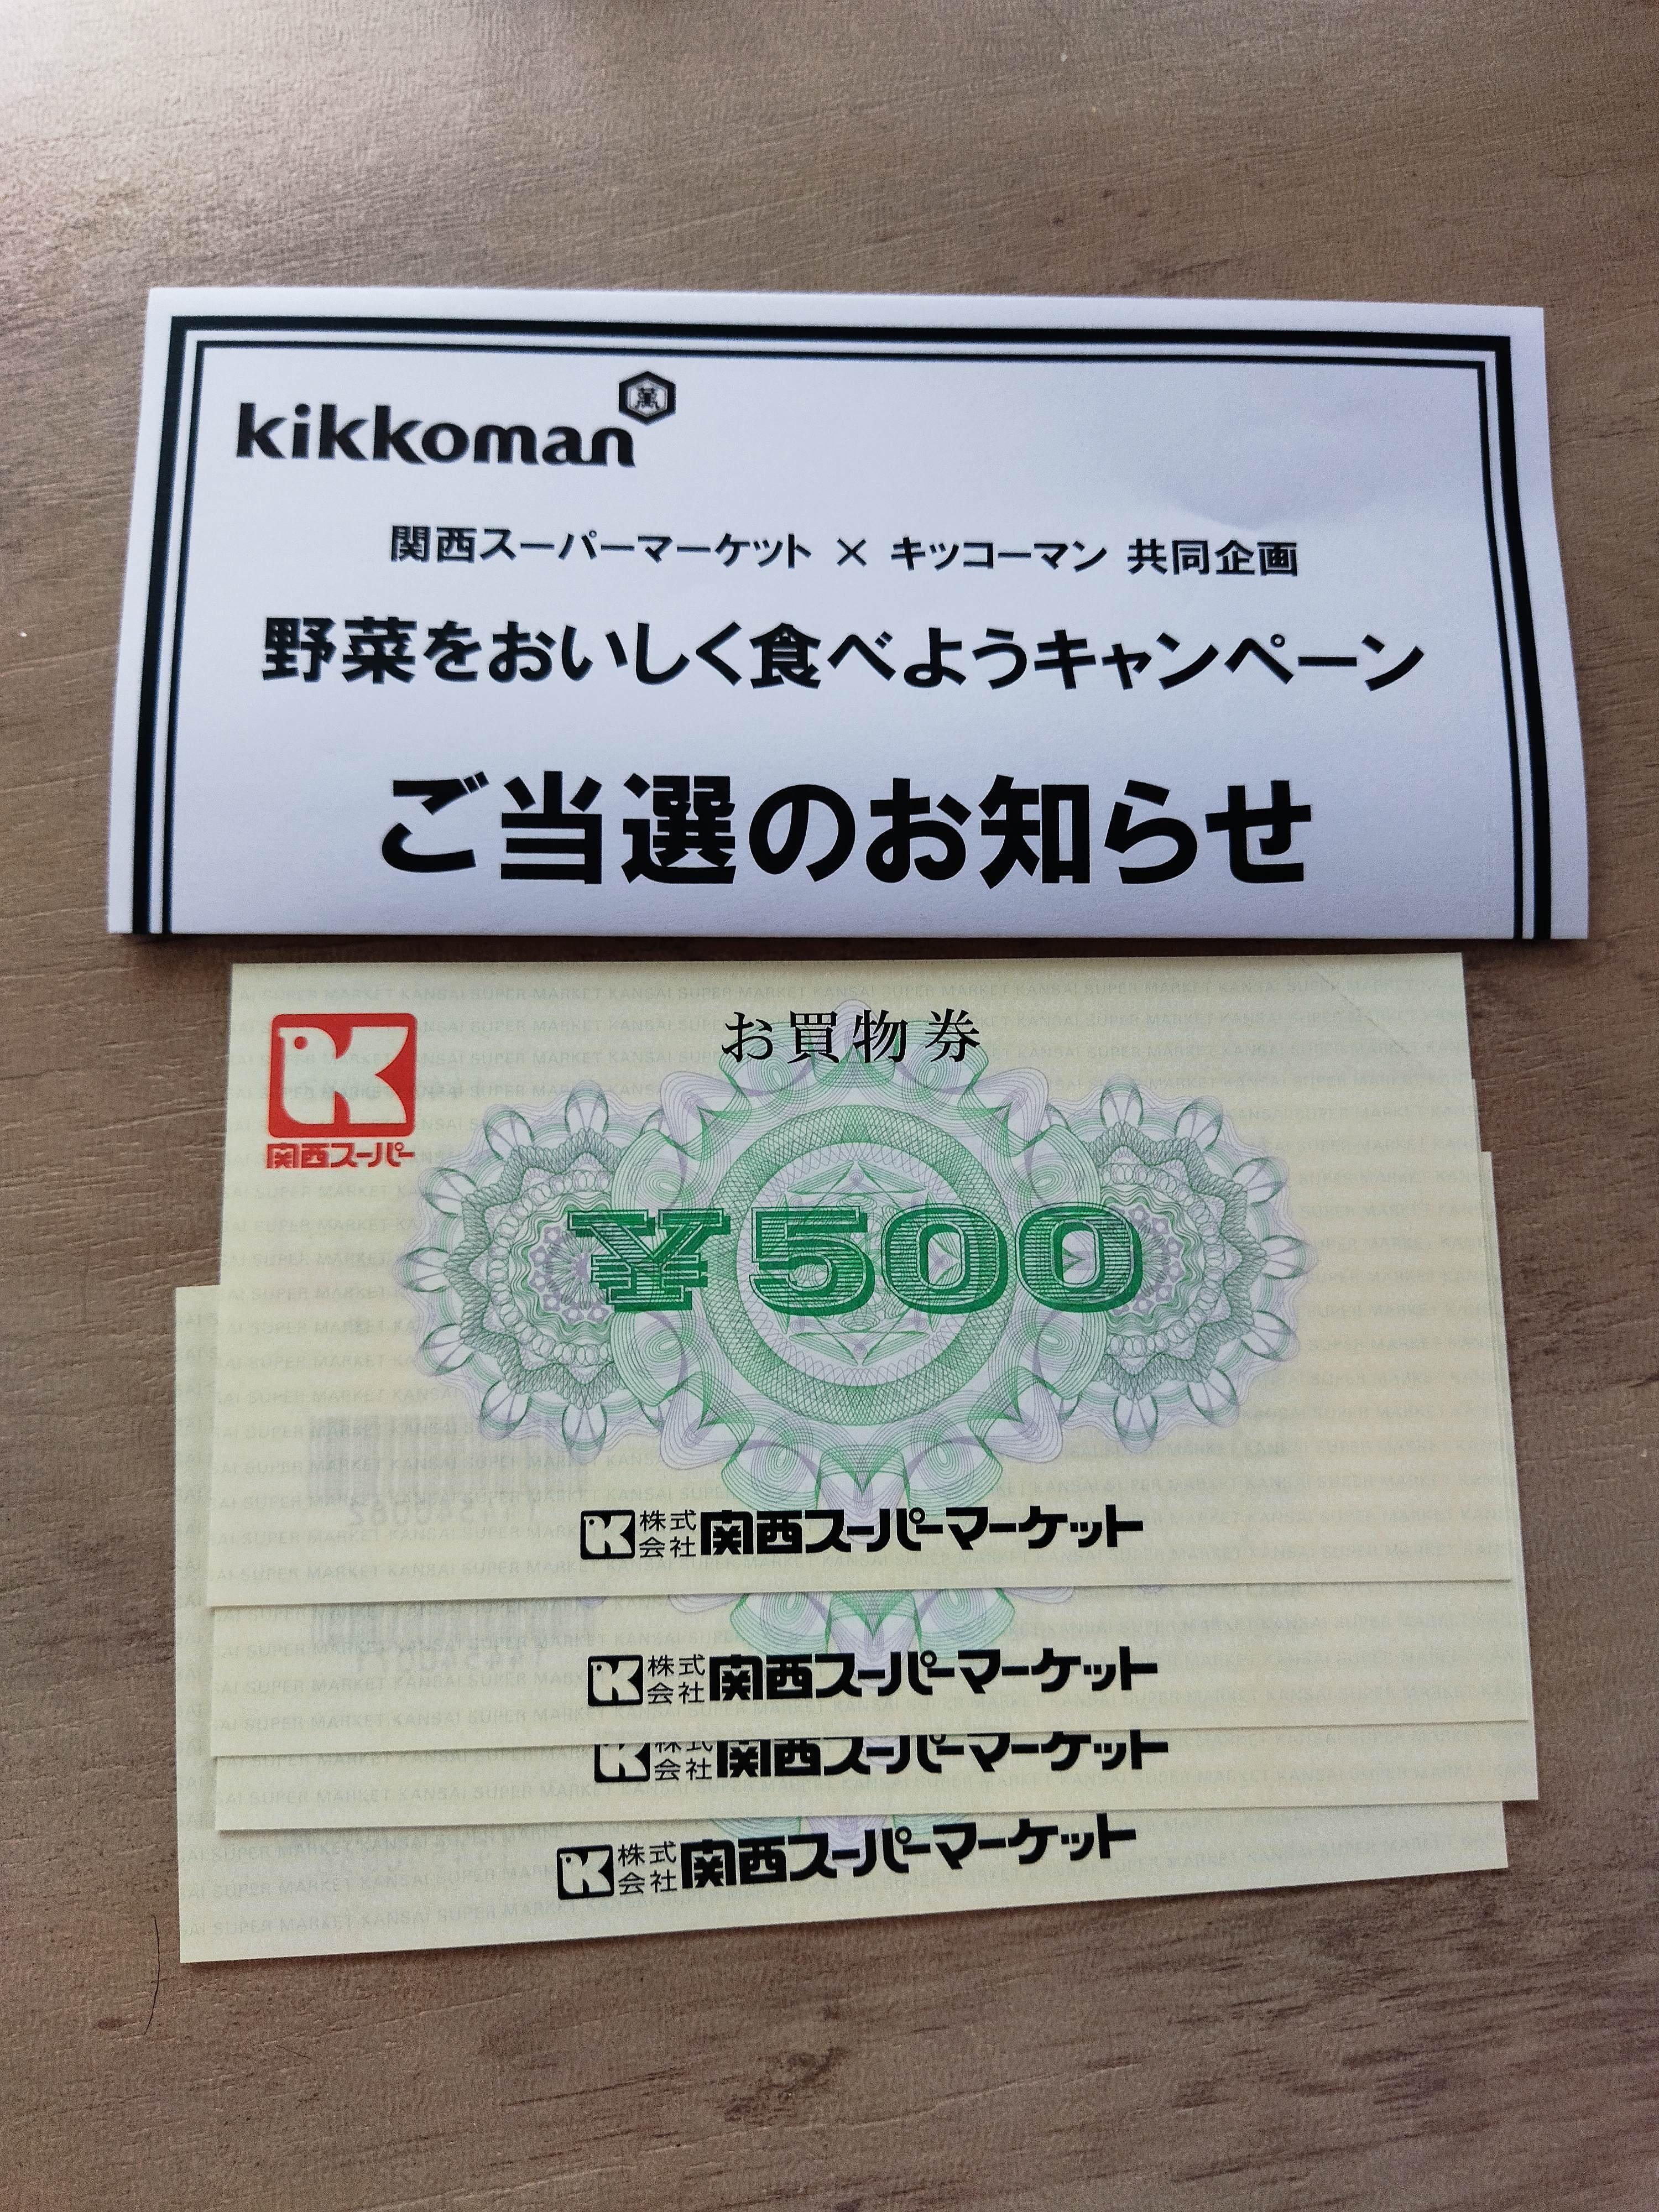 kikkoman 萬
関西スーパーマーケット × キッコーマン 共同企画
野菜をおいしく食べようキャンペーン
ご当選のお知らせ
お買物券
K
関西スーパー
¥500
K 株式会社 関西スーパーマーケット
K 株式会社 関西スーパーマーケット
K 株式会社 関西スーパーマーケット
K 株式会社 関西スーパーマーケット
KANSAI SUPER MARKET